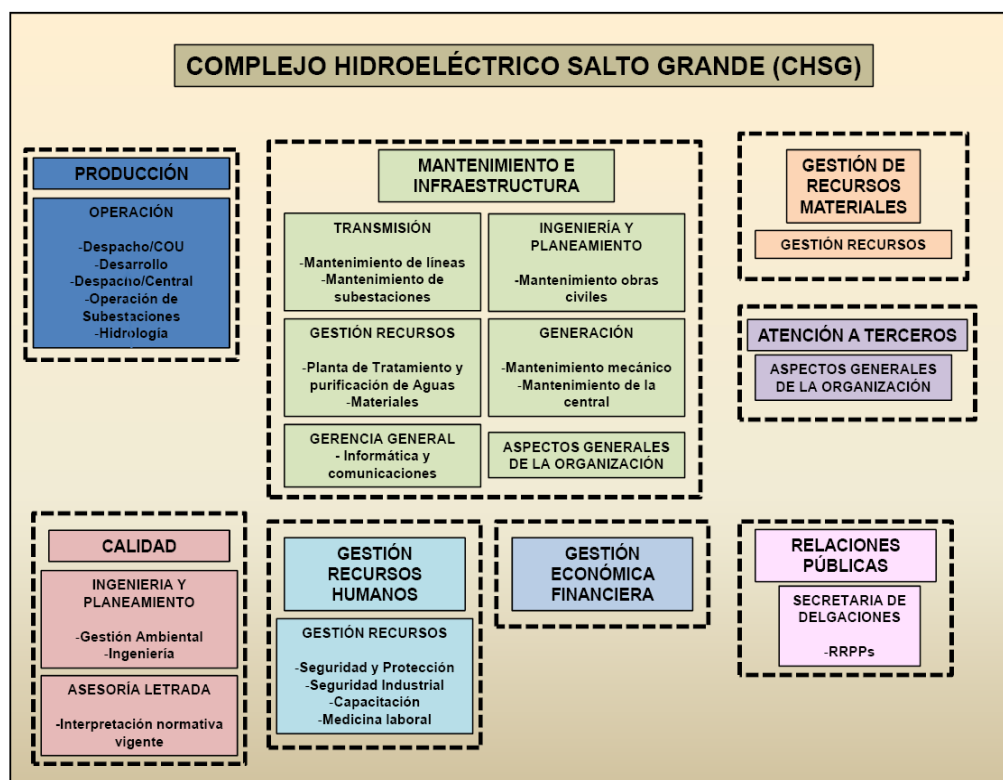 COMPLEJO HIDROELÉCTRICO SALTO GRANDE (CHSG)
PRODUCCIÓN
OPERACIÓN
-Despacho/COU
-Desarrollo
-Despacho/Central
-Operación de
Subestaciones
-Hidrología
MANTENIMIENTO E
INFRAESTRUCTURA
TRANSMISIÓN
-Mantenimiento de líneas
-Mantenimiento de
subestaciones
INGENIERÍA Y
PLANEAMIENTO
-Mantenimiento obras
civiles
GESTIÓN RECURSOS
-Planta de Tratamiento y
purificación de Aguas
-Materiales
GENERACIÓN
-Mantenimiento mecánico
-Mantenimiento de la
central
GERENCIA GENERAL
- Informática y
comunicaciones
ASPECTOS GENERALES
DE LA ORGANIZACIÓN
GESTIÓN DE
RECURSOS
MATERIALES
GESTIÓN RECURSOS
ATENCIÓN A TERCEROS
ASPECTOS GENERALES
DE LA ORGANIZACIÓN
CALIDAD
INGENIERIA Y
PLANEAMIENTO
-Gestión Ambiental
-Ingeniería
ASESORÍA LETRADA
-Interpretación normativa
vigente
GESTIÓN
RECURSOS
HUMANOS
GESTIÓN RECURSOS
-Seguridad y Protección
-Seguridad Industrial
-Capacitación
-Medicina laboral
GESTIÓN
ECONÓMICA
FINANCIERA
RELACIONES
PÚBLICAS
SECRETARIA DE
DELGACIONES
-RRPPs